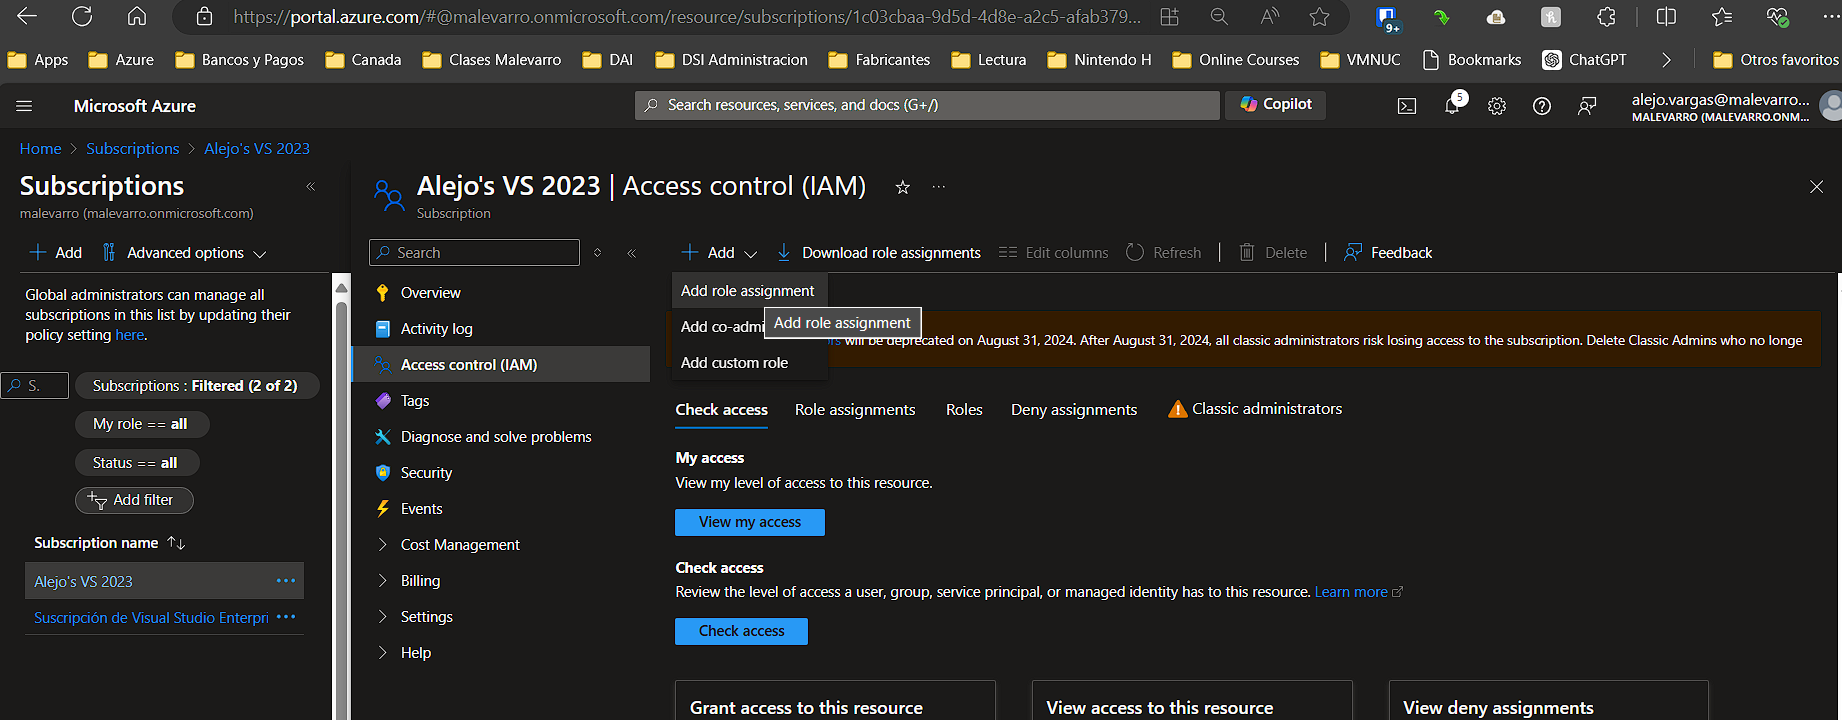 https://portal.azure.com/#@malevarro.onmicrosoft.com/resource/subscriptions/1c03cbaa-9d5d-4d8e-a2c5-afab379...
9+
Apps
Azure
Bancos y Pagos
Canada
Clases Malevarro
DAI
DSI Administracion
Fabricantes
Lectura
Nintendo H
Online Courses
VMNUC
Bookmarks
ChatGPT
Otros favoritos
Microsoft Azure
Search resources, services, and docs (G+/)
Copilot
5
alejo.vargas@malevarro...
MALEVARRO (MALEVARRO.ONM...
Home > Subscriptions > Alejo's VS 2023
Subscriptions
malevarro (malevarro.onmicrosoft.com)
Add
Advanced options
Global administrators can manage all
subscriptions in this list by updating their
policy setting here.
S.
Subscriptions : Filtered (2 of 2)
My role == all
Status == all
Add filter
Subscription name
Alejo's VS 2023
Suscripción de Visual Studio Enterpri
Alejo's VS 2023 | Access control (IAM)
Subscription
Search
Overview
Activity log
Access control (IAM)
Tags
Diagnose and solve problems
Security
Events
Cost Management
Billing
Settings
Help
Add
Download role assignments
Edit columns
Refresh
Delete
Feedback
Add role assignment
Add co-admi
Add role assignment
Add custom role
will be deprecated on August 31, 2024. After August 31, 2024, all classic administrators risk losing access to the subscription. Delete Classic Admins who no longe
Check access
Role assignments
Roles
Deny assignments
Classic administrators
My access
View my level of access to this resource.
View my access
Check access
Review the level of access a user, group, service principal, or managed identity has to this resource. Learn more
Check access
Grant access to this resource
View access to this resource
View deny assignments